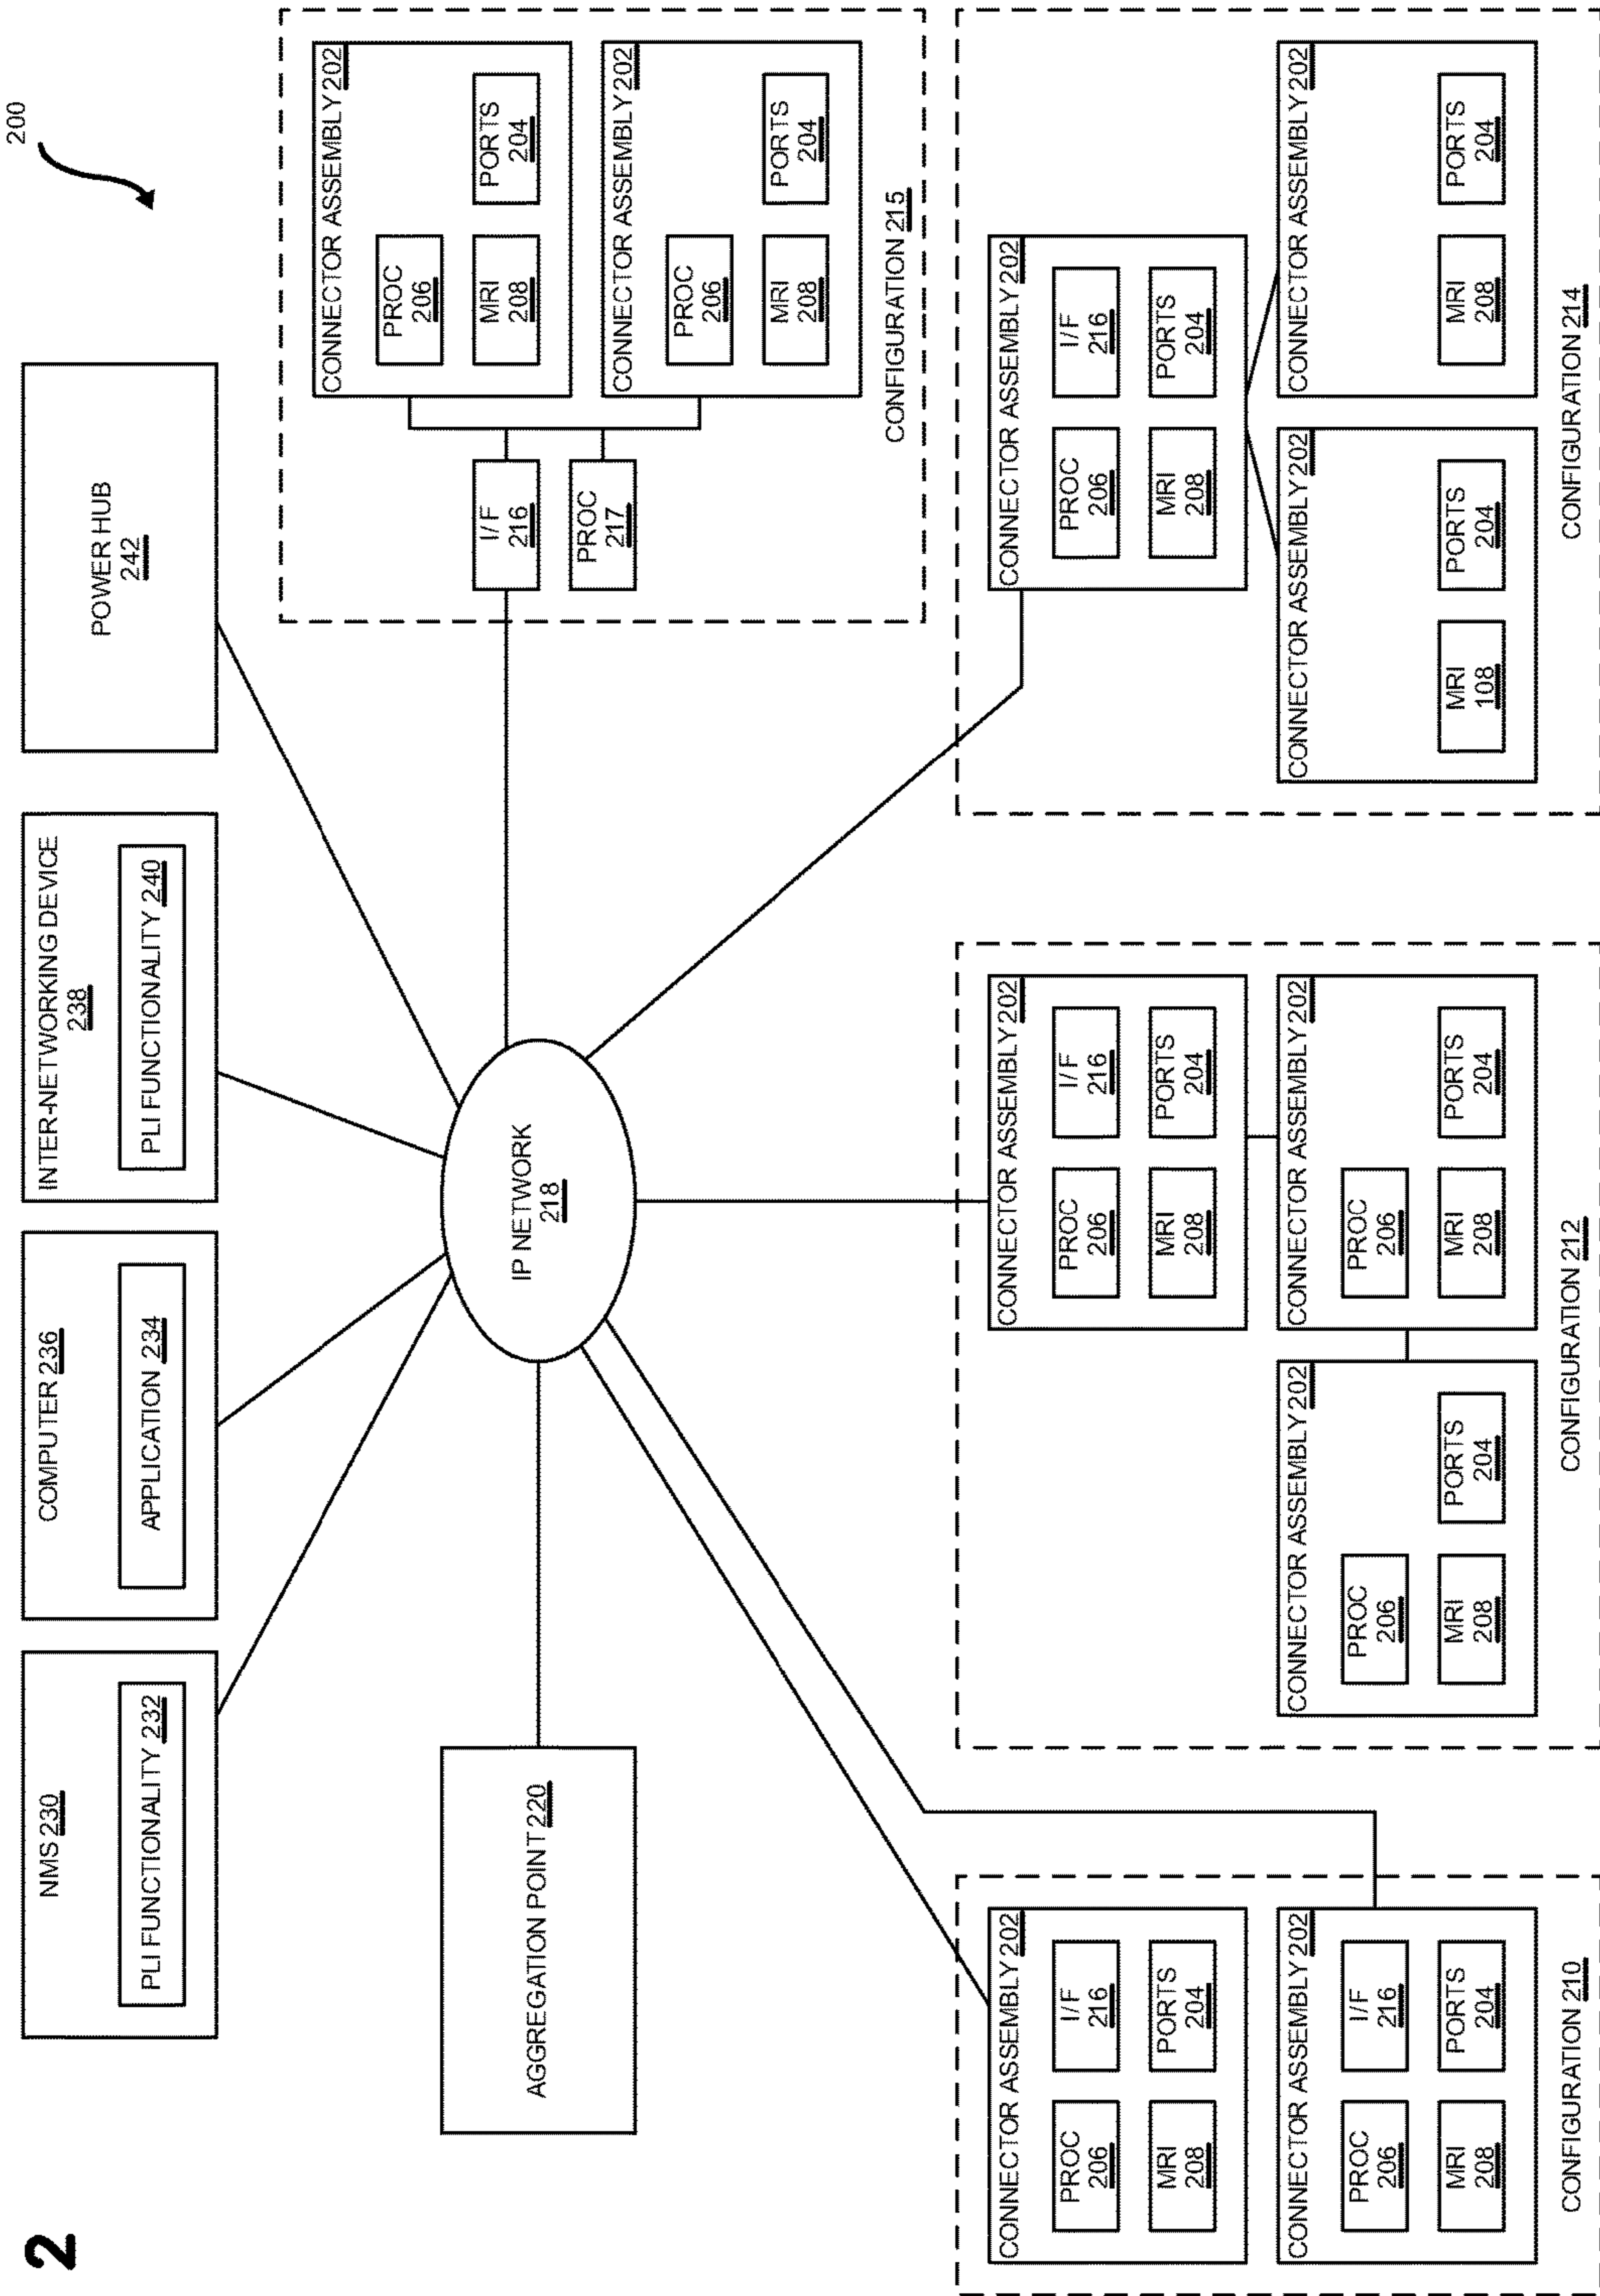 2
200
NMS 230
PLI FUNCTIONALITY 232
COMPUTER 236
APPLICATION 234
INTER-NETWORKING DEVICE
238
PLI FUNCTIONALITY 240
POWER HUB
242
AGGREGATION POINT 220
IP NETWORK
218
I/F
216
PROC
217
CONNECTOR ASSEMBLY 202
PROC
206
MRI
208
PORTS
204
CONNECTOR ASSEMBLY 202
PROC
206
MRI
208
PORTS
204
CONFIGURATION 215
CONNECTOR ASSEMBLY 202
PROC
206
I/F
216
MRI
208
PORTS
204
CONNECTOR ASSEMBLY 202
PROC
206
I/F
216
MRI
208
PORTS
204
CONFIGURATION 210
CONNECTOR ASSEMBLY 202
PROC
206
I/F
216
MRI
208
PORTS
204
CONNECTOR ASSEMBLY 202
PROC
206
MRI
208
PORTS
204
CONNECTOR ASSEMBLY 202
PROC
206
MRI
208
PORTS
204
CONFIGURATION 212
CONNECTOR ASSEMBLY 202
PROC
206
I/F
216
MRI
208
PORTS
204
CONNECTOR ASSEMBLY 202
MRI
108
PORTS
204
CONNECTOR ASSEMBLY 202
MRI
208
PORTS
204
CONFIGURATION 214